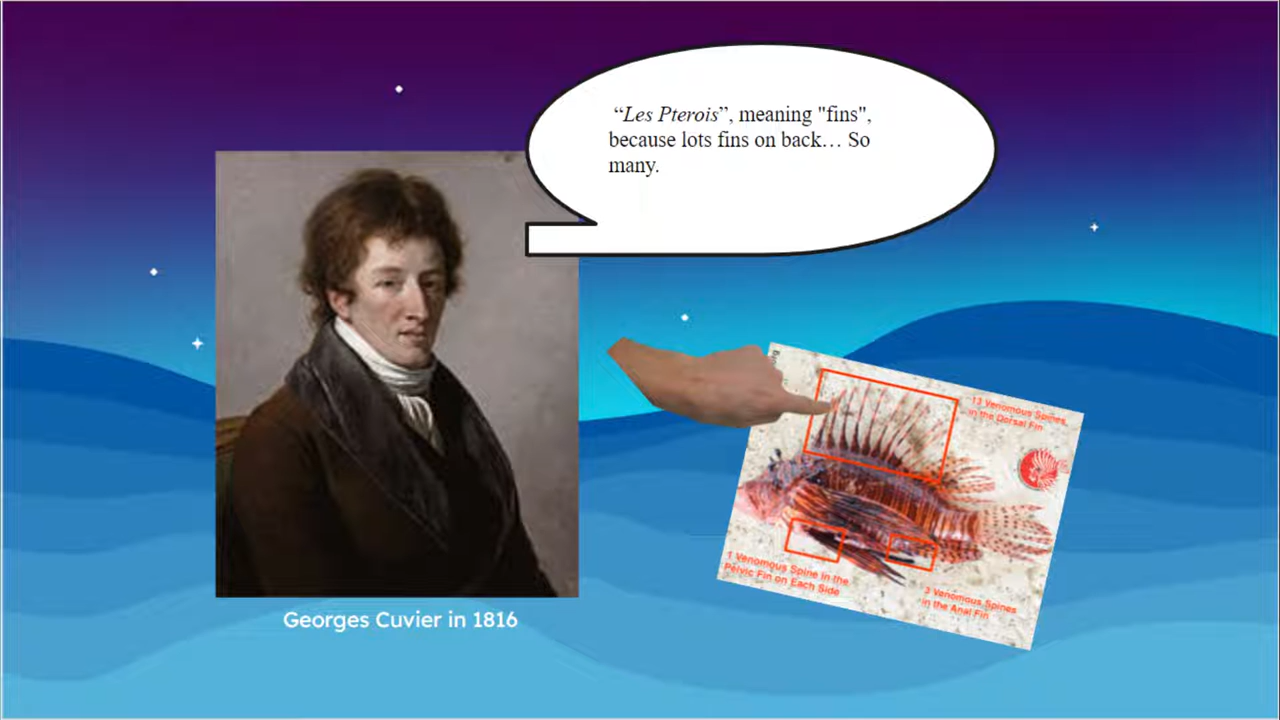 “Les Pterois”, meaning "fins",
because lots fins on back… So
many.
13 Venomous Spines,
in the Dorsal Fin
1 Venomous Spine in the
Pelvic Fin on Each Side
3 Venomous Spines
in the Anal Fin
Georges Cuvier in 1816